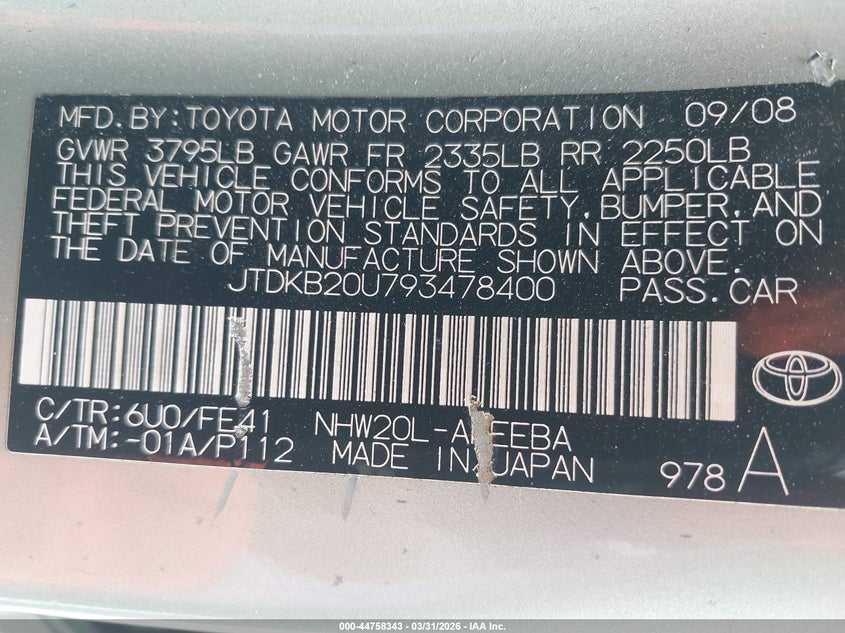 MFD.BY:TOYOTA MOTOR CORPORATION 09/08
GVWR 3795LB GAWR FR 2335LB RR 2250LB
THIS VEHICLE CONFORMS TO ALL APPLICABLE
FEDERAL MOTOR VEHICLE SAFETY,BUMPER,AND
THEFT PREVENTION STANDARDS IN EFFECT ON
THE DATE OF MANUFACTURE SHOWN ABOVE.
JTDKB20U793478400 PASS.CAR
C/TR:6U0/FE41
A/TM:-01A/P112 MADE IN JAPAN 978 A
000-44758343 — 03/31/2026 — IAA Inc.